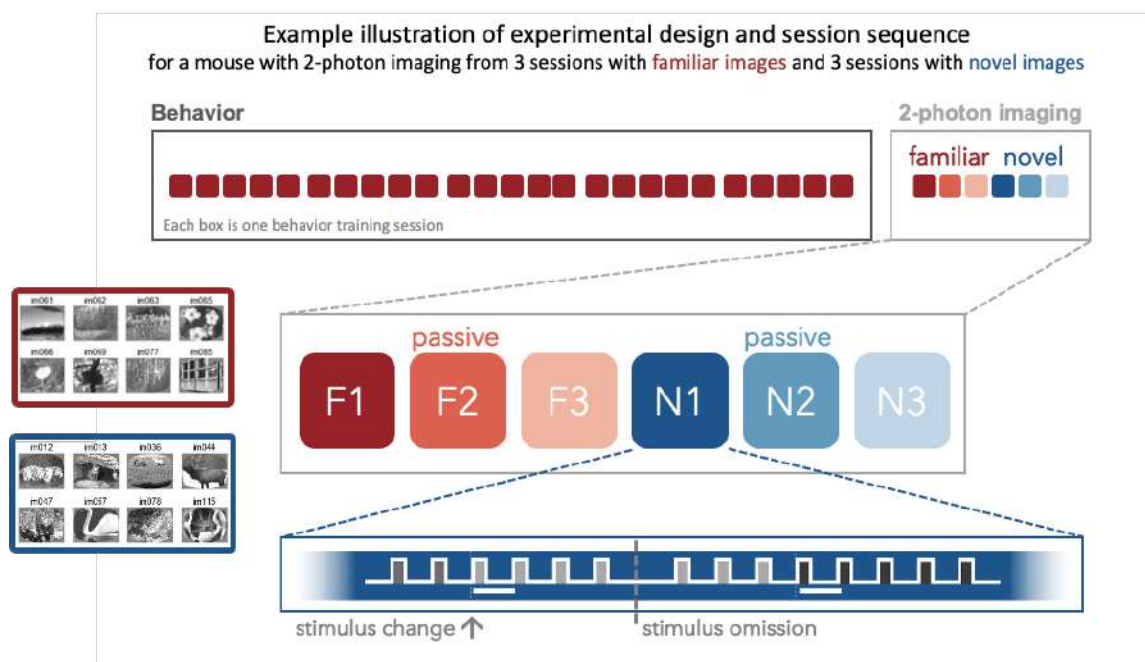 Example illustration of experimental design and session sequence
for a mouse with 2-photon imaging from 3 sessions with familiar images and 3 sessions with novel images
Behavior
2-photon imaging
familiar novel
Each box is one behavior training session
im061 im062 im063 im065
im066 im069 im077 im085
passive passive
F1 F2 F3 N1 N2 N3
im012 im013 im036 im044
im047 im057 im078 im115
stimulus change
stimulus omission